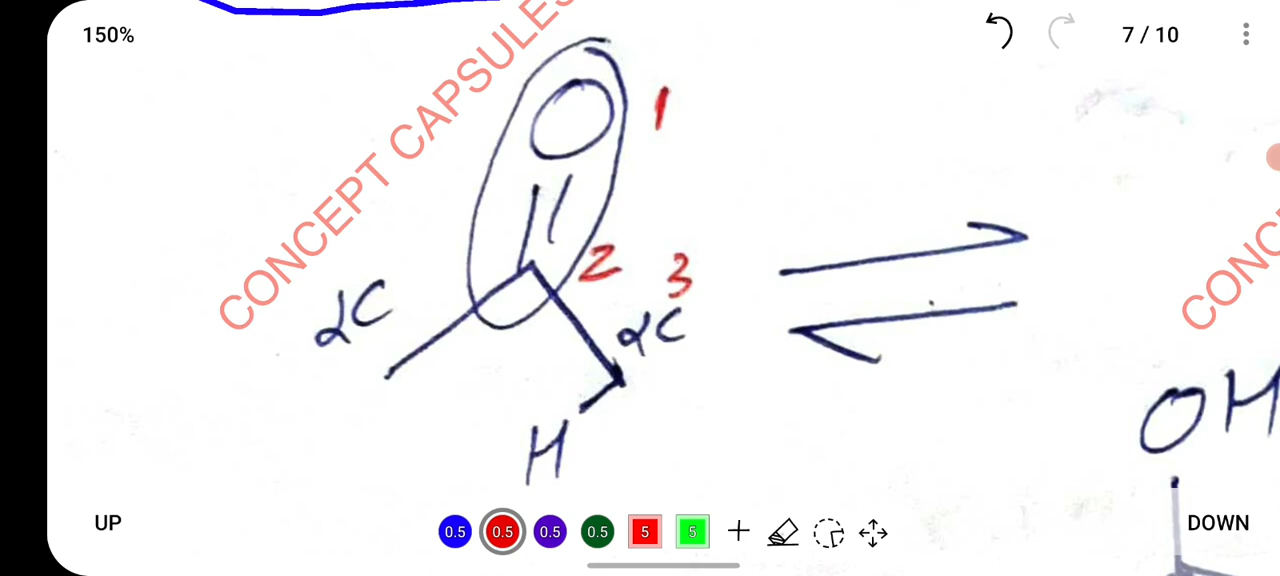 150%
7 / 10
CONCEPT CAPSULES
O
1
2
3
αC
αC
H
CONC
OH
UP
0.5
0.5
0.5
0.5
5
5
DOWN